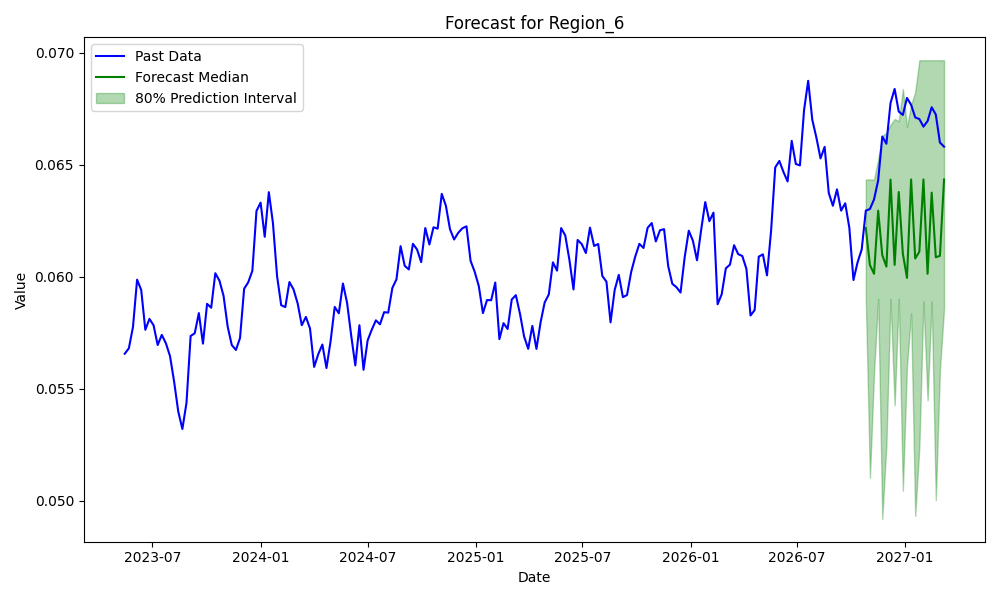 Forecast for Region_6
Past Data
Forecast Median
80% Prediction Interval
Value
0.070
0.065
0.060
0.055
0.050
2023-07
2024-01
2024-07
2025-01
2025-07
2026-01
2026-07
2027-01
Date